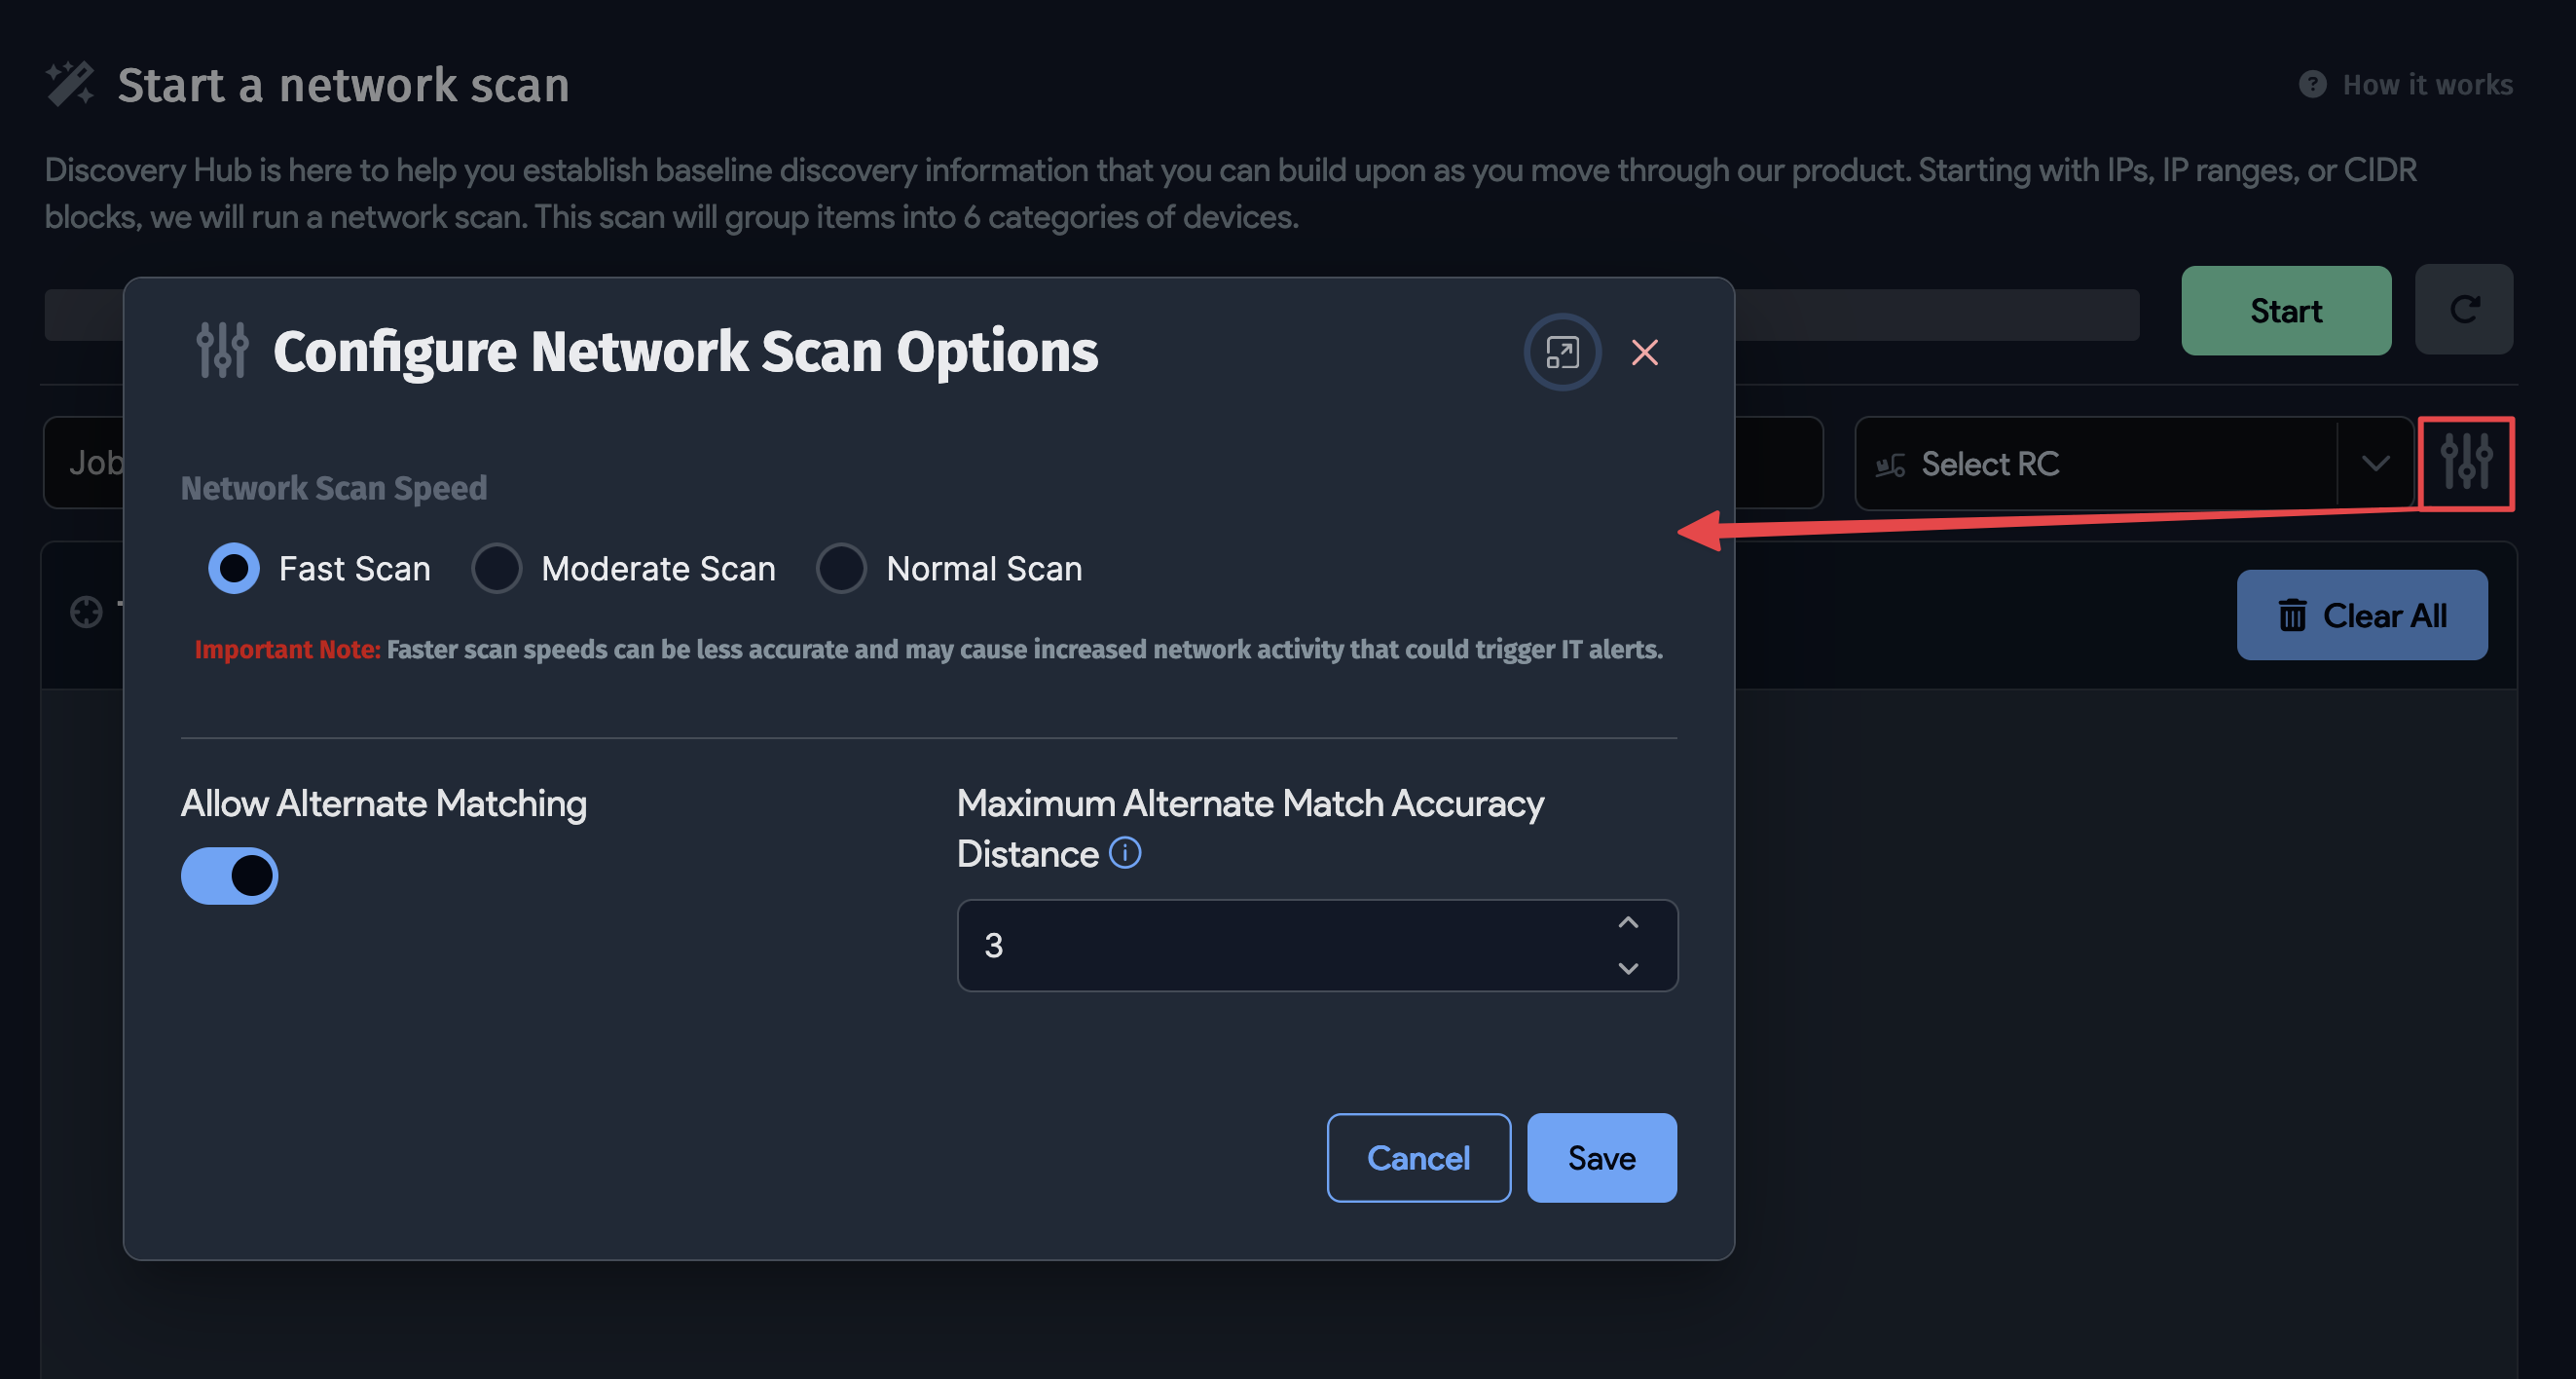 Start a network scan
How it works
Discovery Hub is here to help you establish baseline discovery information that you can build upon as you move through our product. Starting with IPs, IP ranges, or CIDR
blocks, we will run a network scan. This scan will group items into 6 categories of devices.
Start
Configure Network Scan Options
Job
Select RC
Network Scan Speed
Fast Scan
Moderate Scan
Normal Scan
Clear All
Important Note: Faster scan speeds can be less accurate and may cause increased network activity that could trigger IT alerts.
Allow Alternate Matching
Maximum Alternate Match Accuracy
Distance
3
Cancel
Save